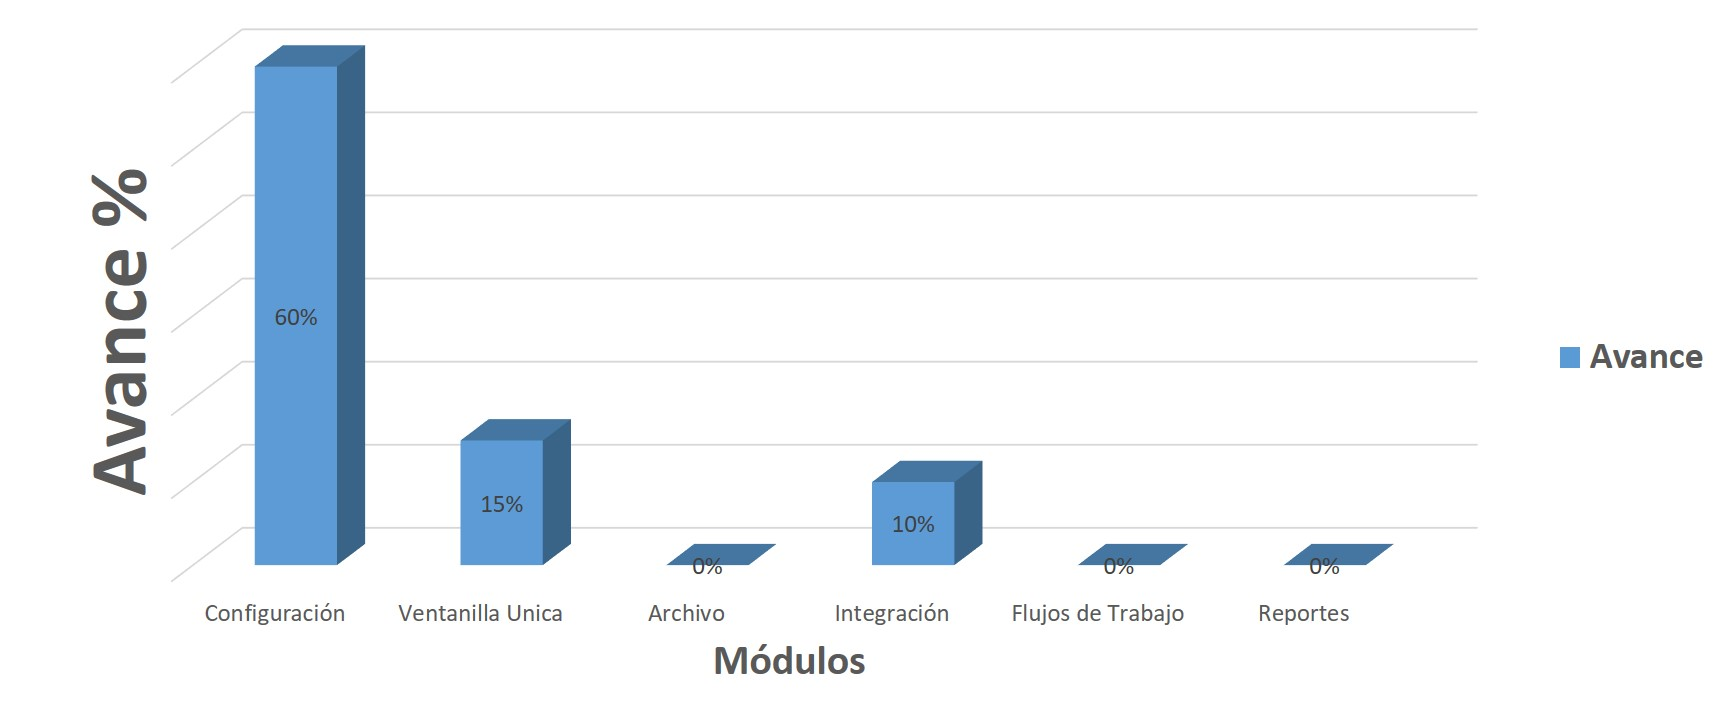 Avance %
60%
15%
0%
10%
0%
0%
Configuración
Ventanilla Unica
Archivo
Integración
Flujos de Trabajo
Reportes
Módulos
Avance